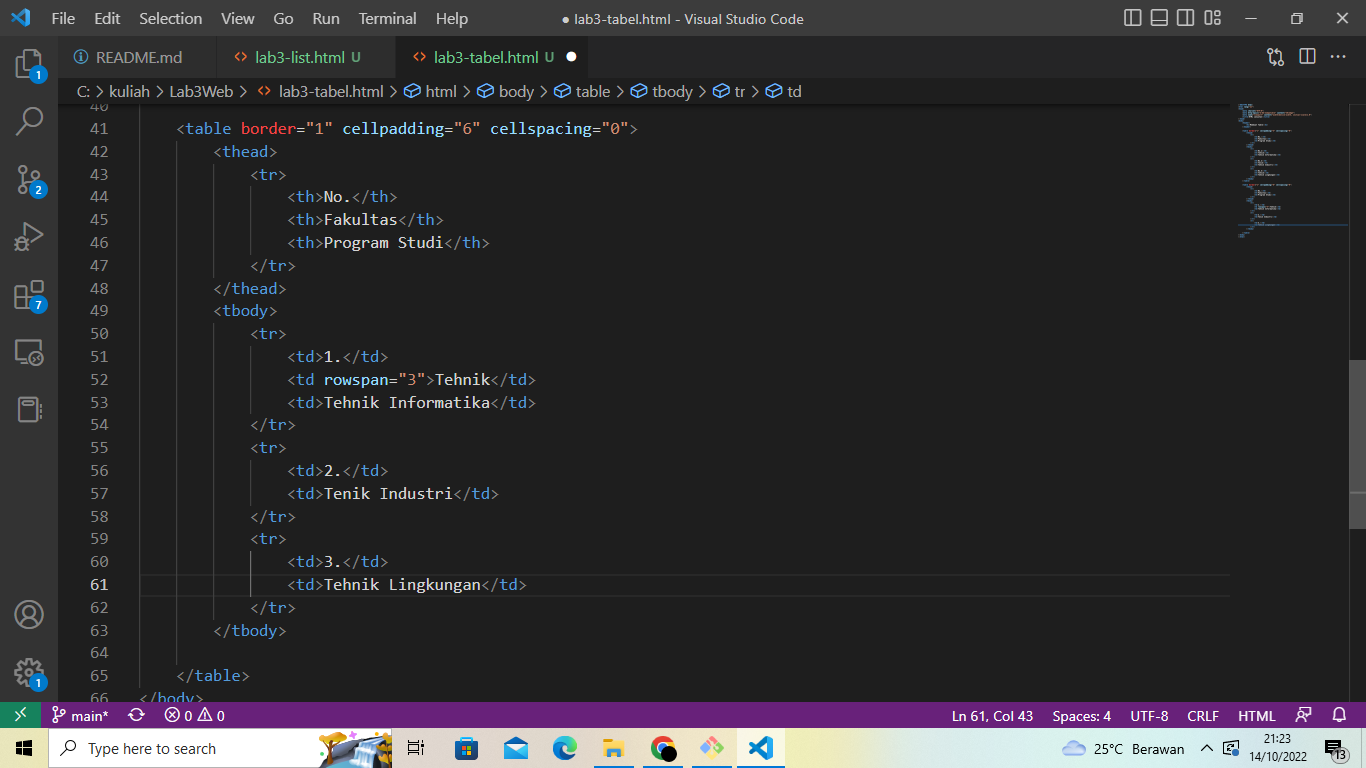 File Edit Selection View Go Run Terminal Help ● lab3-tabel.html - Visual Studio Code
README.md lab3-list.html U lab3-tabel.html U
C: > kuliah > Lab3Web > lab3-tabel.html > html > body > table > tbody > tr > td
40
41 <table border="1" cellpadding="6" cellspacing="0">
42 <thead>
43 <tr>
44 <th>No.</th>
45 <th>Fakultas</th>
46 <th>Program Studi</th>
47 </tr>
48 </thead>
49 <tbody>
50 <tr>
51 <td>1.</td>
52 <td rowspan="3">Tehnik</td>
53 <td>Tehnik Informatika</td>
54 </tr>
55 <tr>
56 <td>2.</td>
57 <td>Tenik Industri</td>
58 </tr>
59 <tr>
60 <td>3.</td>
61 <td>Tehnik Lingkungan</td>
62 </tr>
63 </tbody>
64
65 </table>
66 </body>
1
2
7
1
main* 0 0 Ln 61, Col 43 Spaces: 4 UTF-8 CRLF HTML
Type here to search 25°C Berawan 21:23
14/10/2022 13